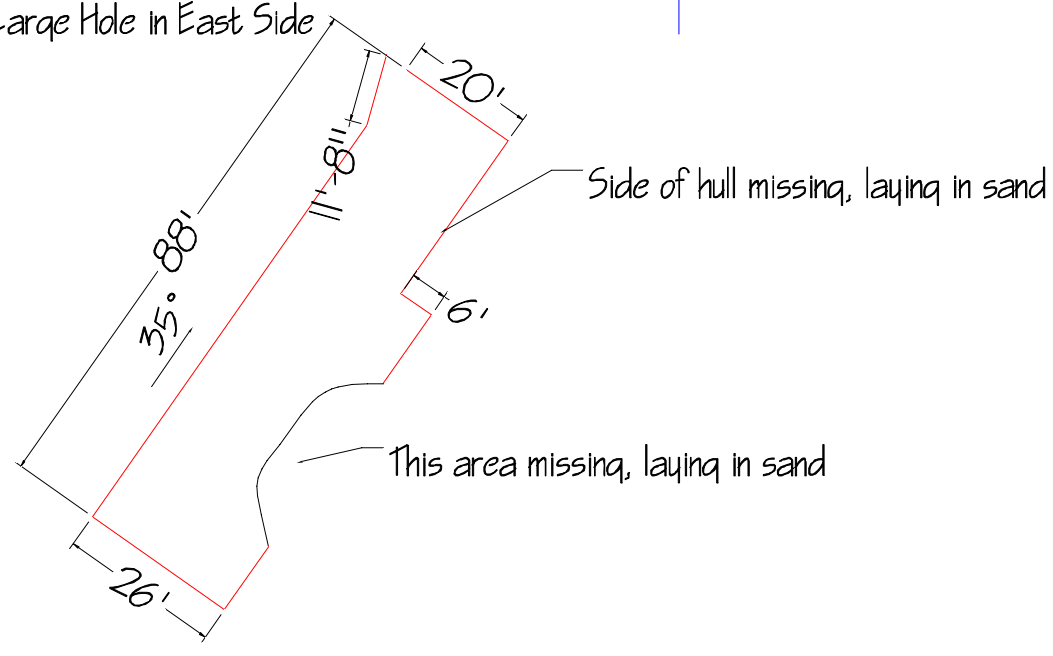 Large Hole in East Side
20'
11'-8"
Side of hull missing, laying in sand
88'
6'
35°
This area missing, laying in sand
26'